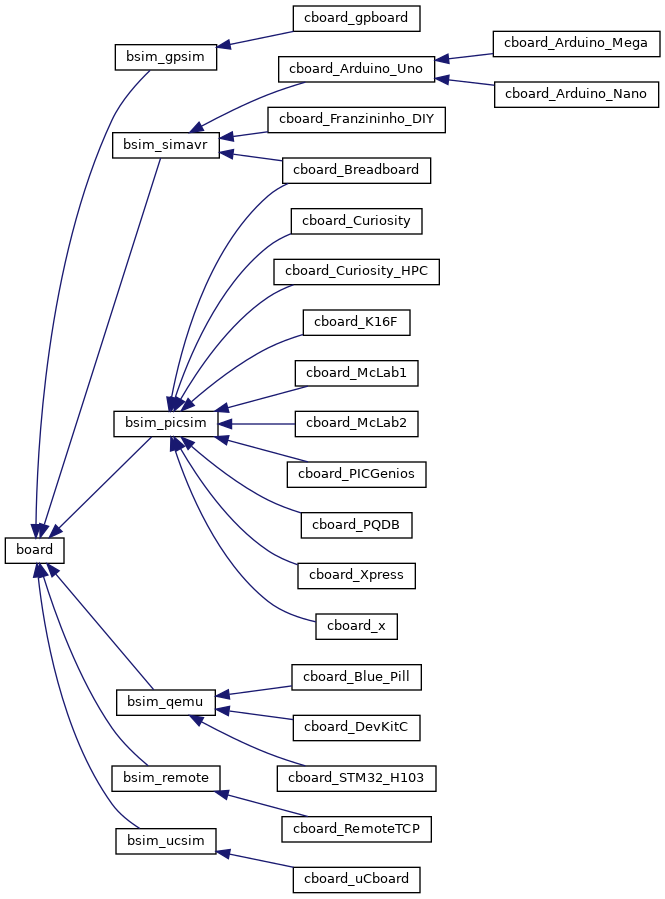 cboard_gpboard
cboard_Arduino_Mega
bsim_gpsim
cboard_Arduino_Uno
cboard_Arduino_Nano
cboard_Franzininho_DIY
bsim_simavr
cboard_Breadboard
cboard_Curiosity
cboard_Curiosity_HPC
cboard_K16F
cboard_McLab1
bsim_picsim
cboard_McLab2
cboard_PICGenios
cboard_PQDB
board
cboard_Xpress
cboard_x
cboard_Blue_Pill
bsim_qemu
cboard_DevKitC
bsim_remote
cboard_STM32_H103
cboard_RemoteTCP
bsim_ucsim
cboard_uCboard